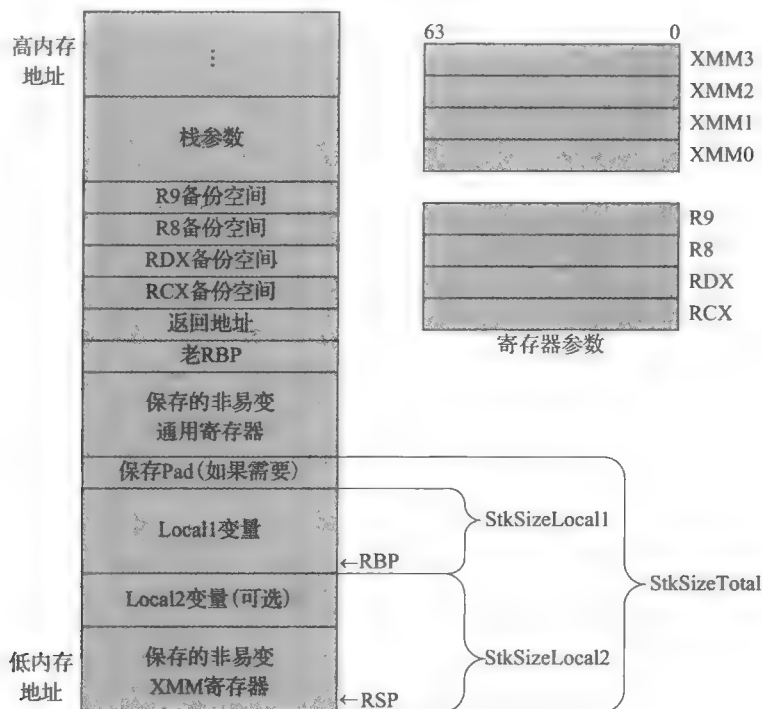 高内存
地址
⋮
栈参数
R9备份空间
R8备份空间
RDX备份空间
RCX备份空间
返回地址
老RBP
保存的非易变
通用寄存器
保存Pad(如果需要)
Local1变量
←RBP
Local2变量(可选)
保存的非易变
XMM寄存器
←RSP
低内存
地址
63
0
XMM3
XMM2
XMM1
XMM0
R9
R8
RDX
RCX
寄存器参数
StkSizeLocal1
StkSizeTotal
StkSizeLocal2